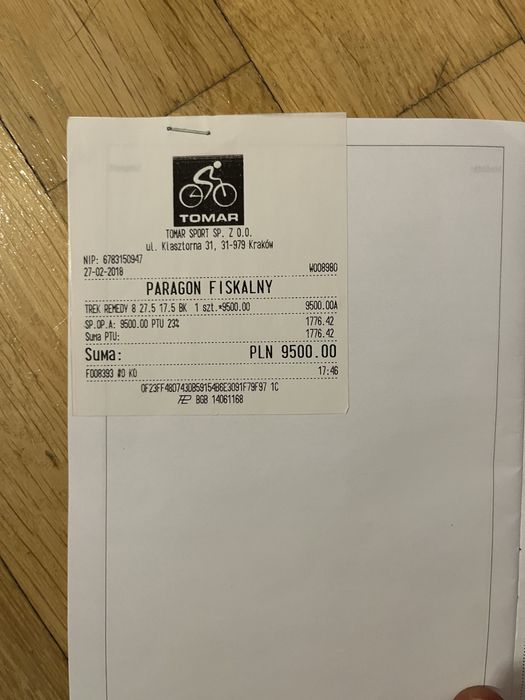 TOMAR
TOMAR SPORT SP. Z O.O.
ul. Klasztorna 31, 31-979 Kraków
NIP: 6783150947
27-02-2018 W008980
PARAGON FISKALNY
TREK REMEDY 8 27.5 17.5 BK 1 szt.*9500.00 9500.00A
SP.OP.A: 9500.00 PTU 23% 1776.42
Suma PTU: 1776.42
Suma: PLN 9500.00
F008393 #0 KO 17:46
0F23FF480743DB59154B6E3091F79F97 1C
BGB 14061168